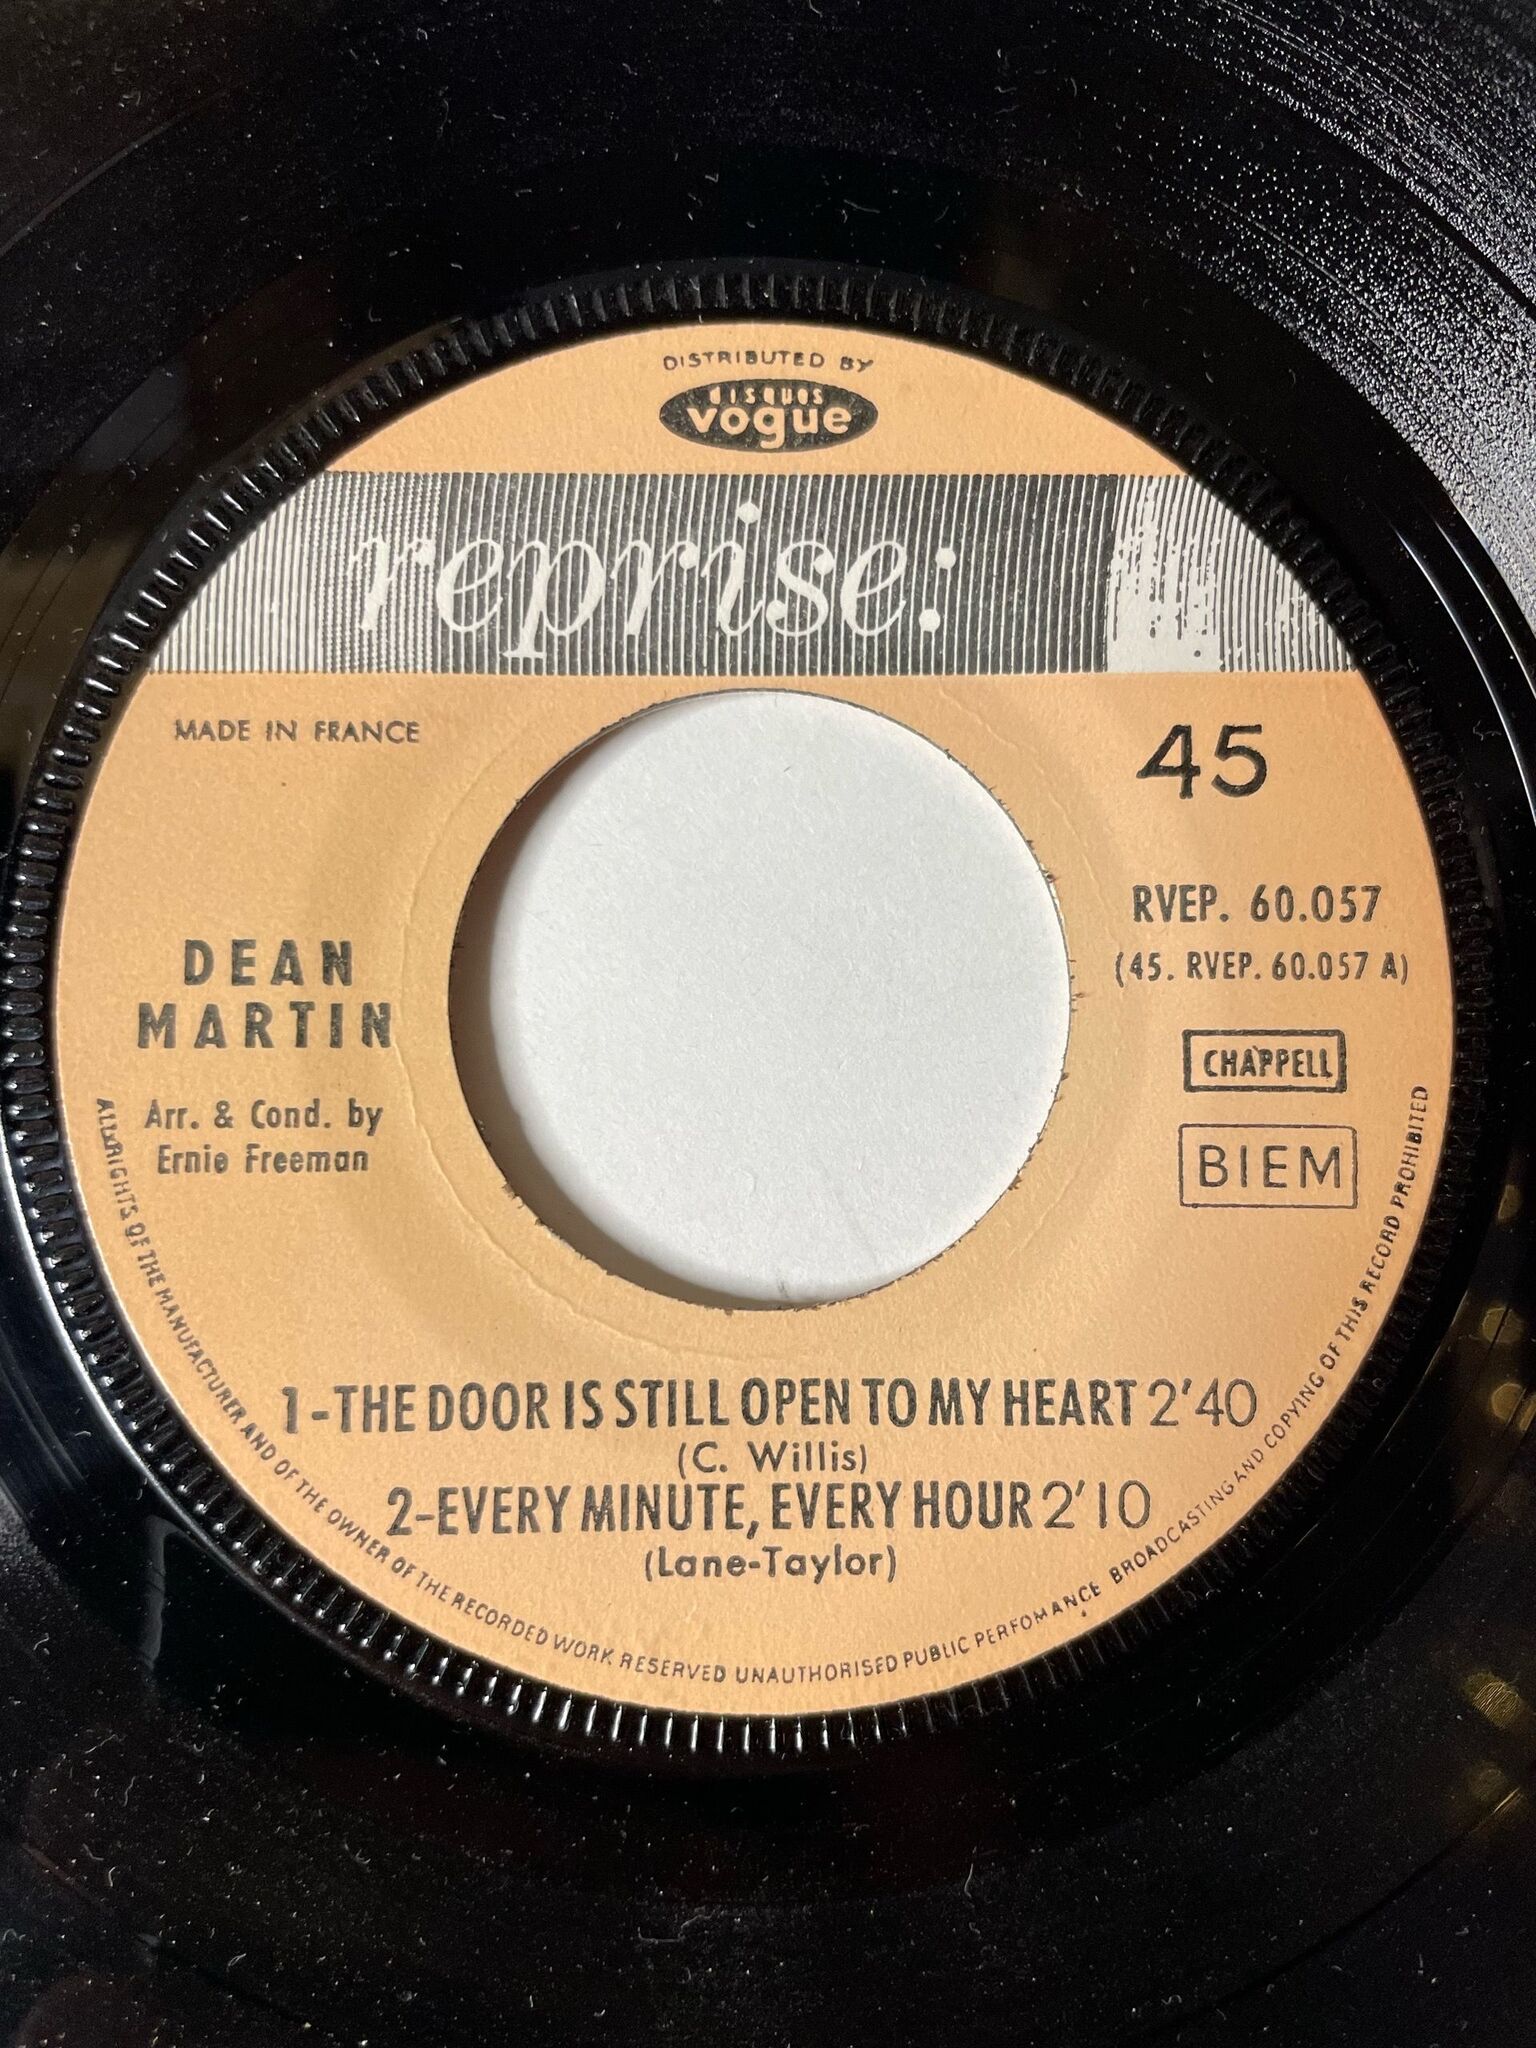 DISTRIBUTED BY
disques
vogue
reprise:
MADE IN FRANCE
45
RVEP. 60.057
(45. RVEP. 60.057 A)
DEAN
MARTIN
CHAPPELL
Arr. & Cond. by
Ernie Freeman
BIEM
1-THE DOOR IS STILL OPEN TO MY HEART 2'40
(C. Willis)
2-EVERY MINUTE, EVERY HOUR 2'10
(Lane-Taylor)
ALL RIGHTS OF THE MANUFACTURER AND OF THE OWNER OF THE RECORDED WORK RESERVED UNAUTHORISED PUBLIC PERFOMANCE BROADCASTING AND COPYING OF THIS RECORD PROHIBITED